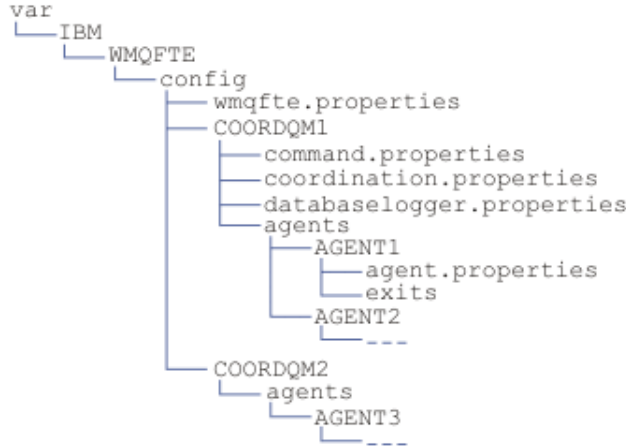 var
IBM
WMQFTE
config
wmqfte.properties
COORDQM1
command.properties
coordination.properties
databaselogger.properties
agents
AGENT1
agent.properties
exits
AGENT2
---
COORDQM2
agents
AGENT3
---